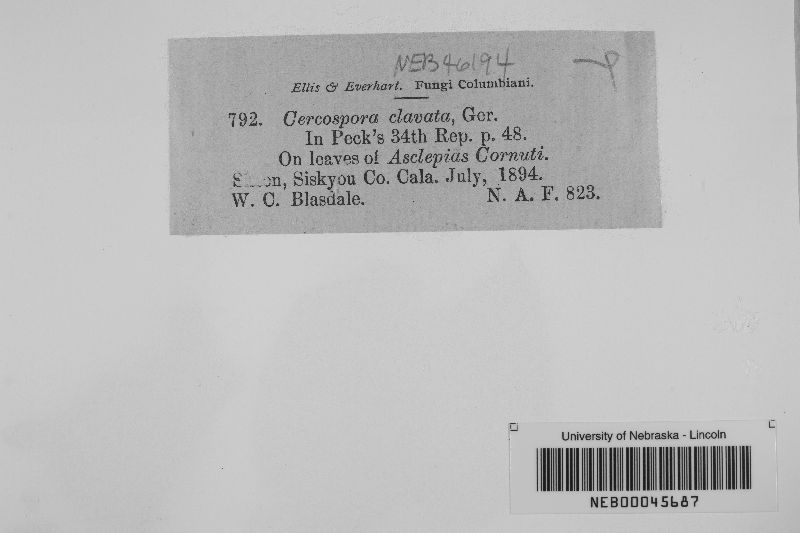 NEB46194
Ellis & Everhart. Fungi Columbiani.
792. Cercospora clavata, Ger.
In Peck's 34th Rep. p. 48.
On leaves of Asclepias Cornuti.
Siskyou Co. Cala. July, 1894.
W. C. Blasdale. N. A. F. 823.
University of Nebraska - Lincoln
NEB00045687